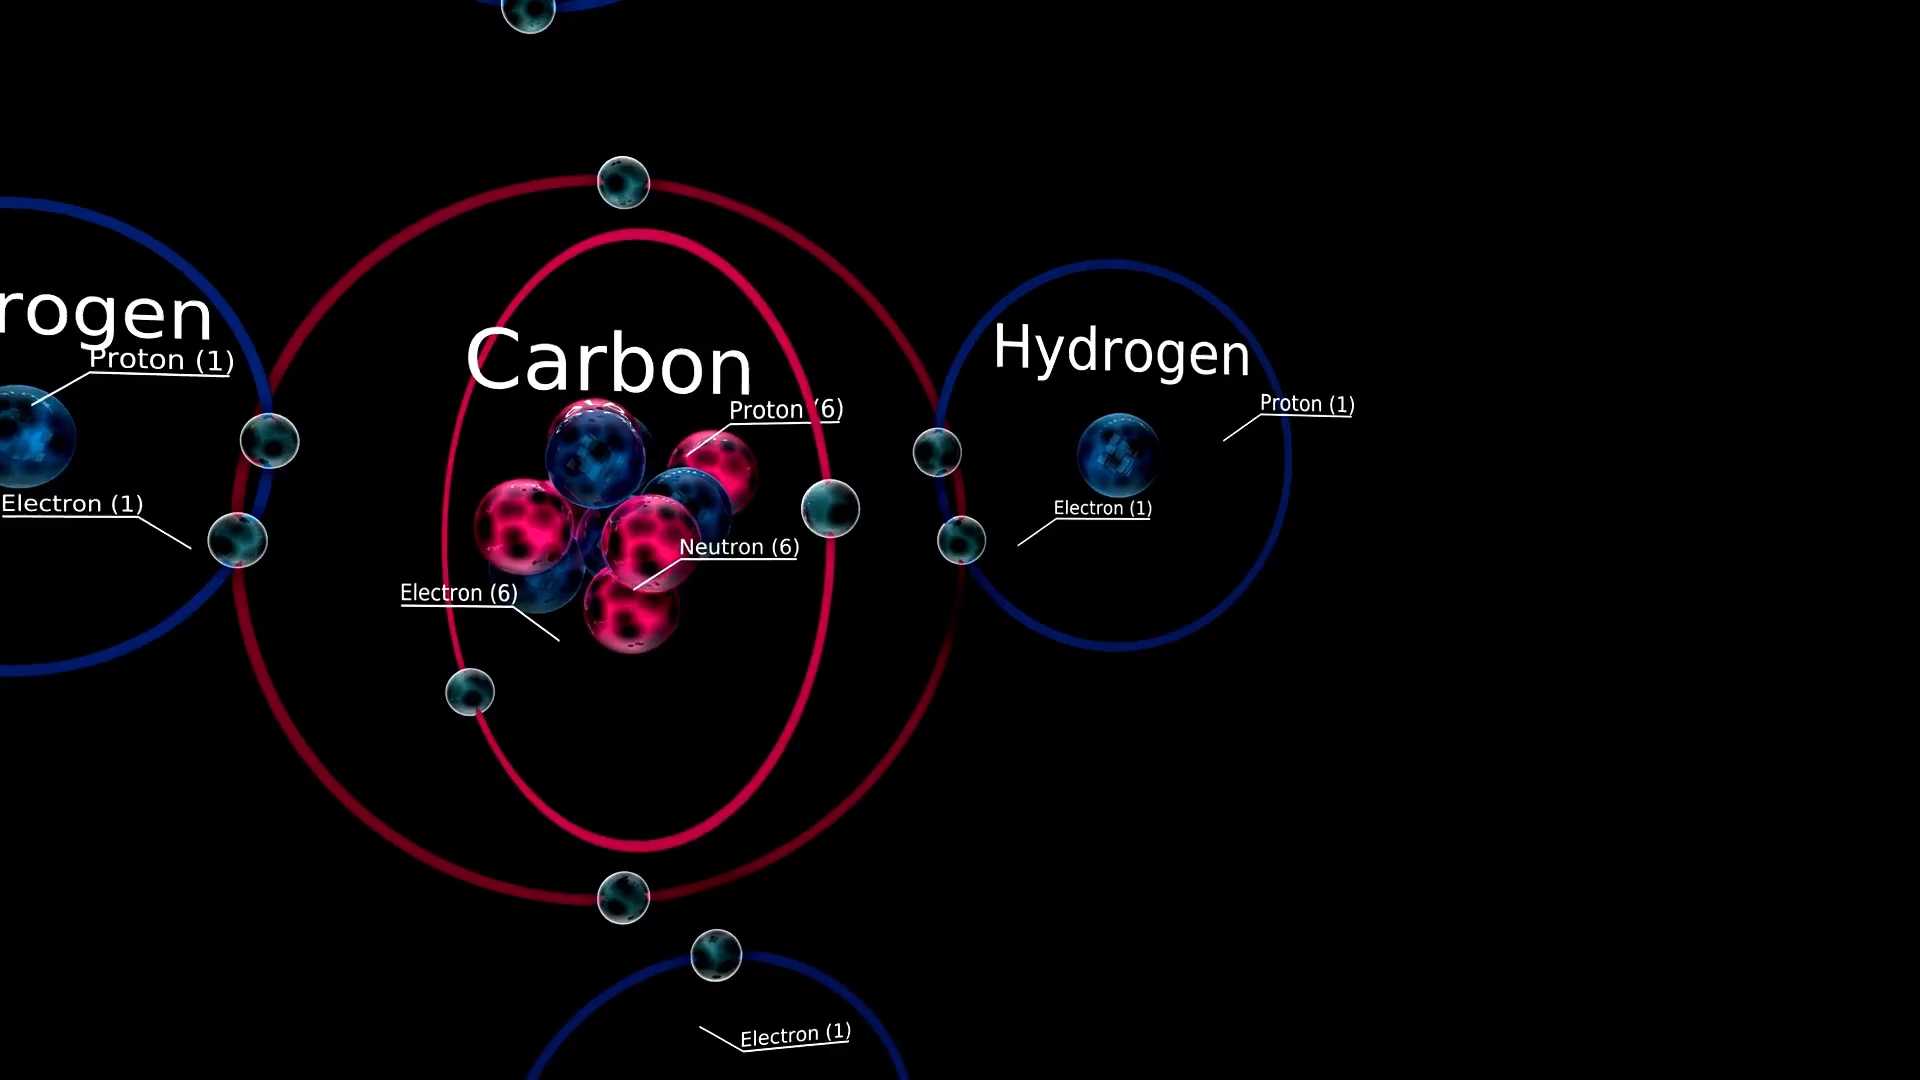 rogen
Proton (1)
Electron (1)
Carbon
Proton (6)
Neutron (6)
Electron (6)
Hydrogen
Proton (1)
Electron (1)
Electron (1)